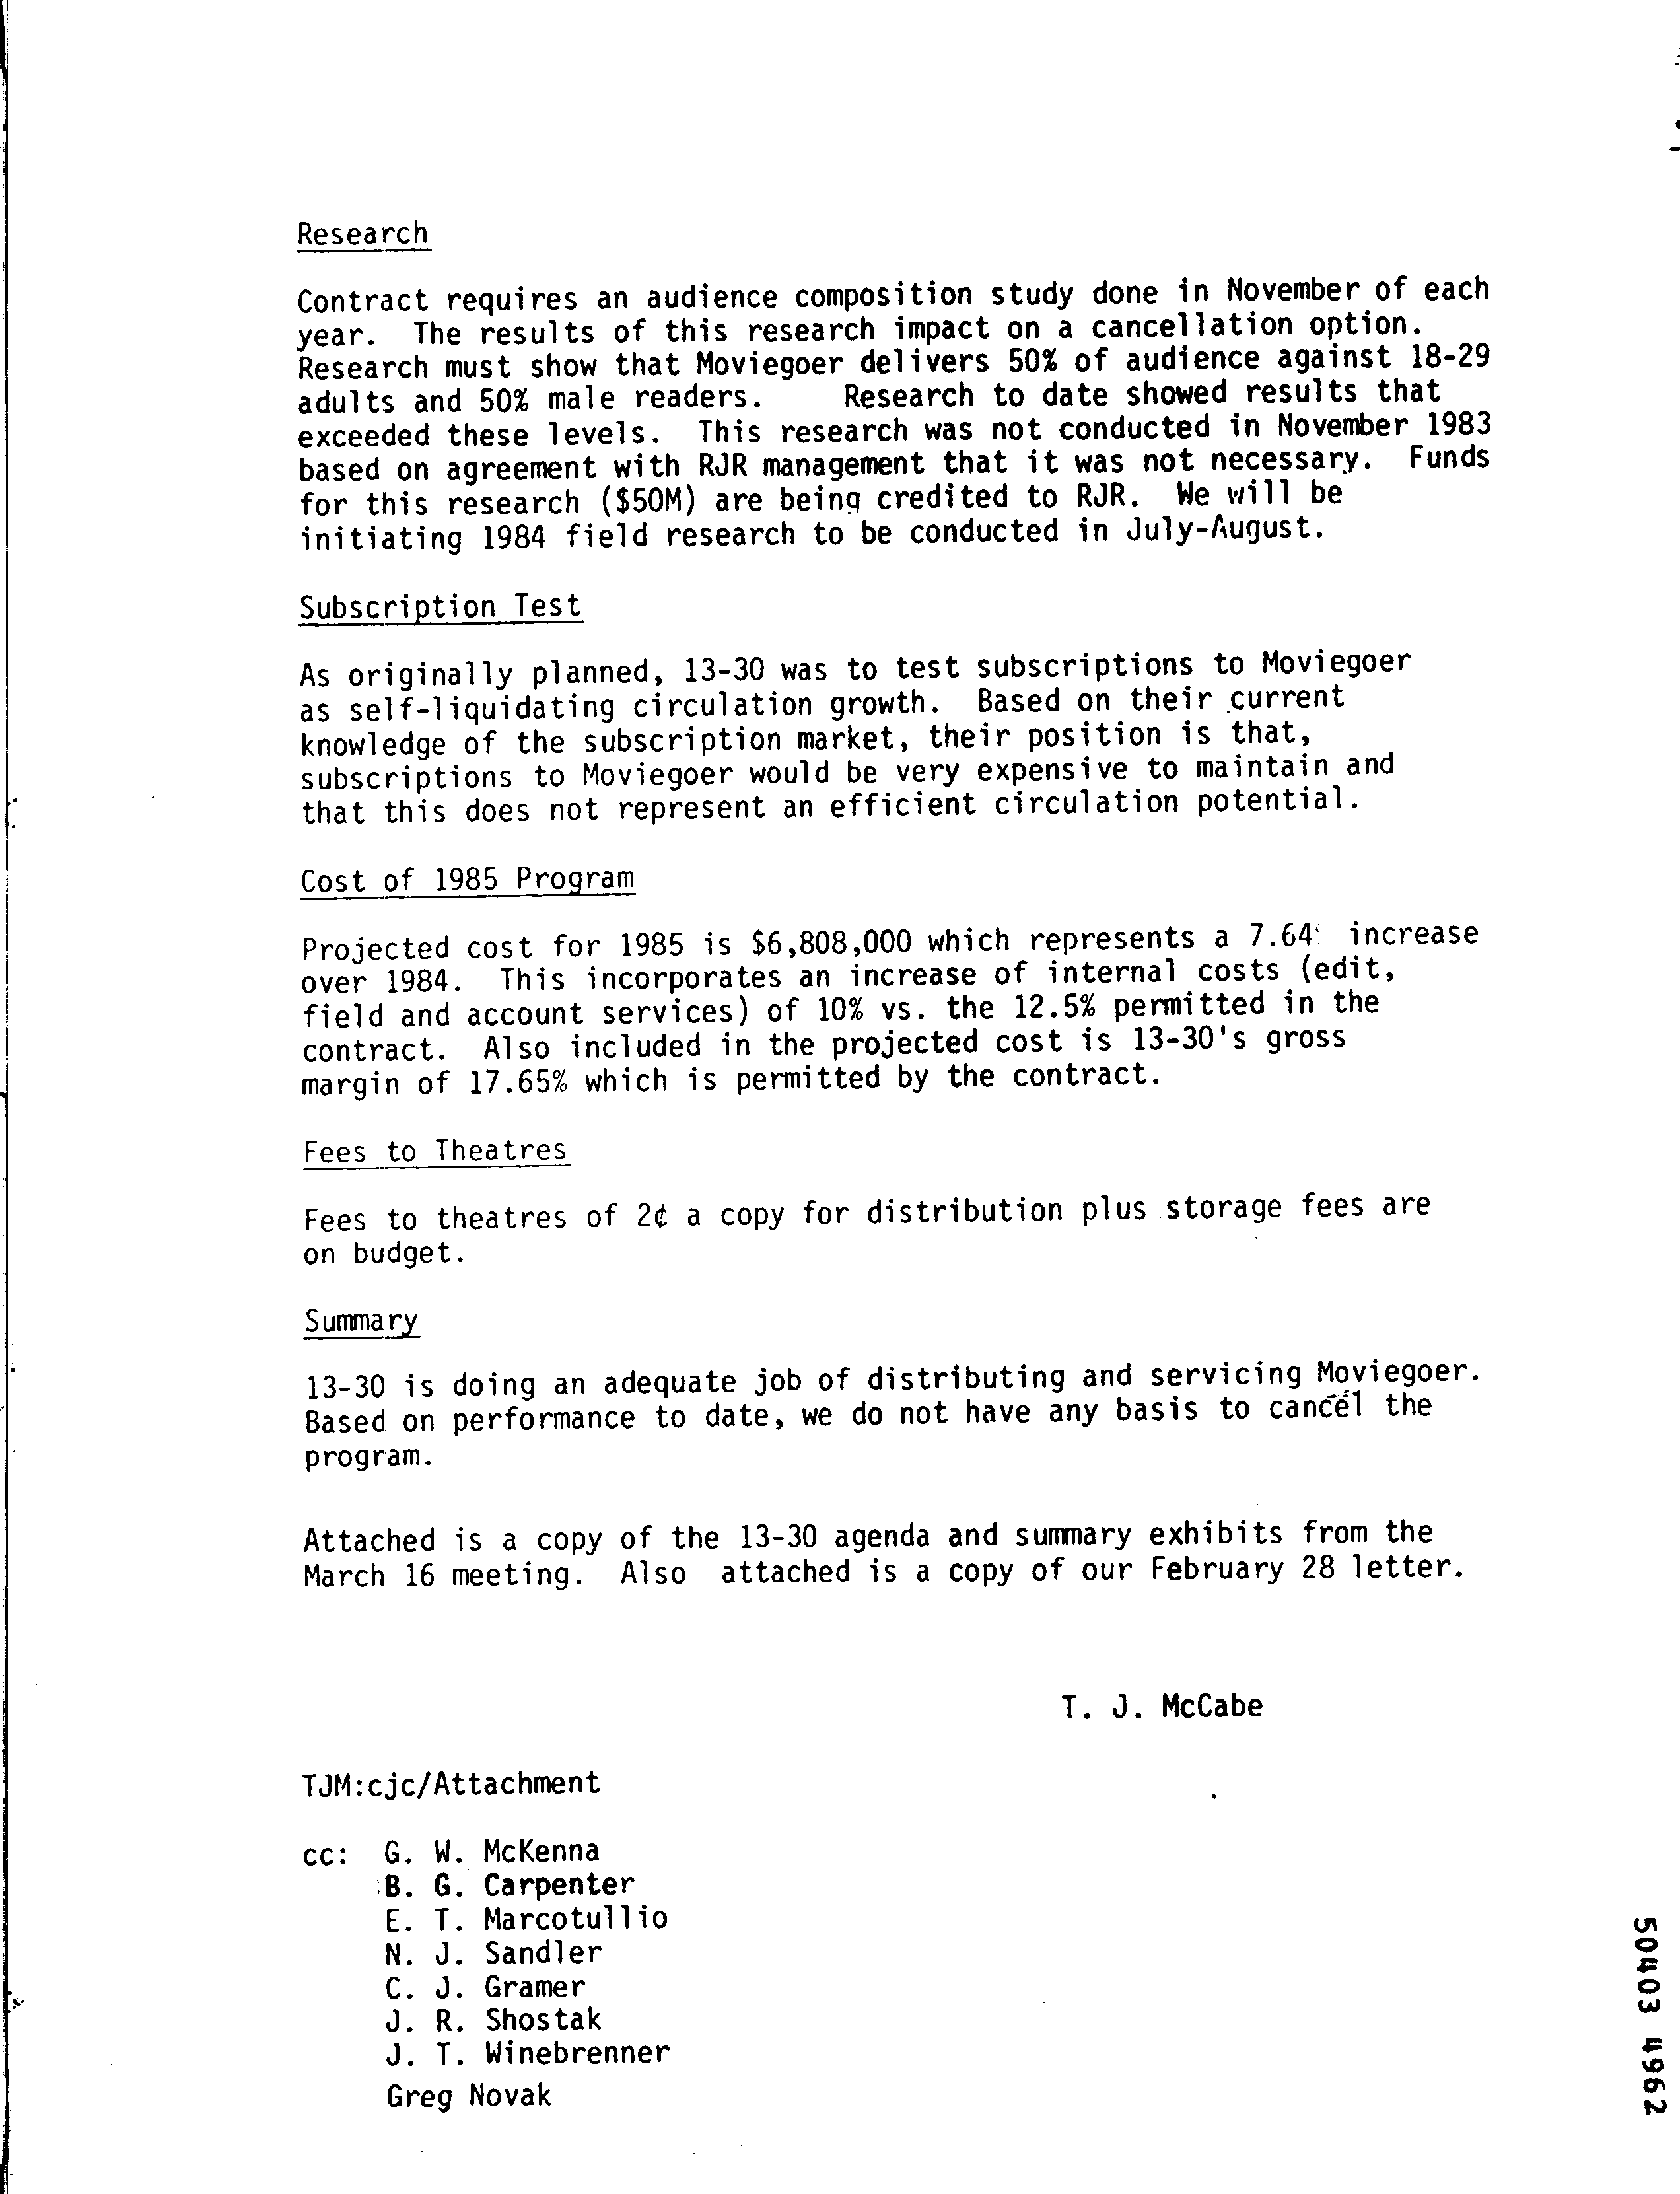 Research
Contract requires an audience composition study done in November of each
year. The results of this research impact on a cancellation option.
Research must show that Moviegoer delivers 50% of audience against 18-29
adults and 50% male readers. Research to date showed results that
exceeded these levels. This research was not conducted in November 1983
based on agreement with RJR management that it was not necessary. Funds
for this research ($50M) are being credited to RJR. We will be
initiating 1984 field research to be conducted in July-August.
Subscription Test
As originally planned, 13-30 was to test subscriptions to Moviegoer
as self-liquidating circulation growth. Based on their current
knowledge of the subscription market, their position is that,
subscriptions to Moviegoer would be very expensive to maintain and
that this does not represent an efficient circulation potential.
Cost of 1985 Program
Projected cost for 1985 is $6,808,000 which represents a 7.64 increase
over 1984. This incorporates an increase of internal costs (edit,
field and account services) of 10% vs. the 12.5% permitted in the
contract. Also included in the projected cost is 13-30's gross
margin of 17.65% which is permitted by the contract.
Fees to Theatres
Fees to theatres of 2¢ a copy for distribution plus storage fees are
on budget.
Summary
13-30 is doing an adequate job of distributing and servicing Moviegoer.
Based on performance to date, we do not have any basis to cancel the
program.
Attached is a copy of the 13-30 agenda and summary exhibits from the
March 16 meeting. Also attached is a copy of our February 28 letter.
T. J. McCabe
TJM:cjc/Attachment
cc: G. W. McKenna
B. G. Carpenter
E. T. Marcotullio
N. J. Sandler
C. J. Gramer
J. R. Shostak
J. T. Winebrenner
Greg Novak
50403 4962